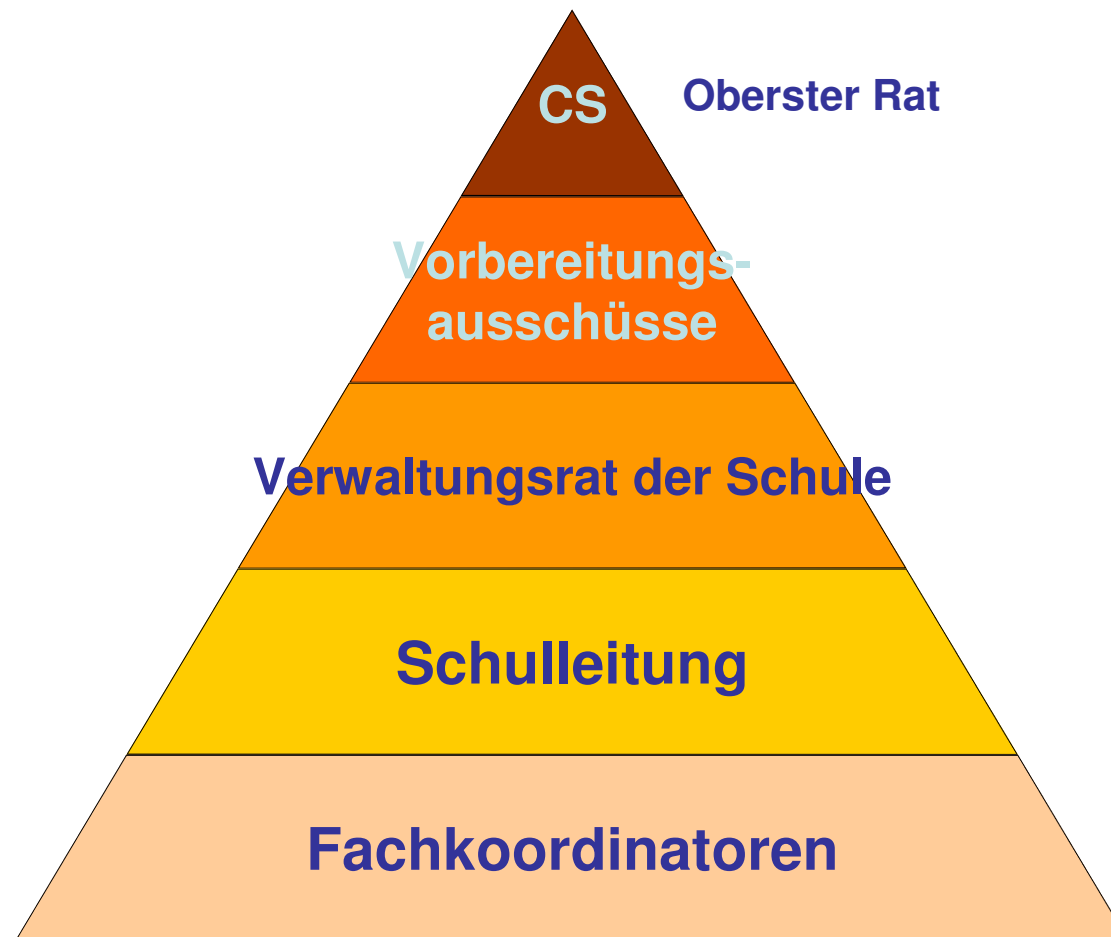 CS
Oberster Rat
Vorbereitungs-
ausschüsse
Verwaltungsrat der Schule
Schulleitung
Fachkoordinatoren